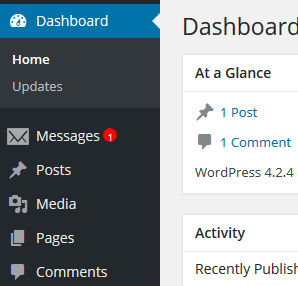 Dashboard
Home
Updates
Messages 1
Posts
Media
Pages
Comments
Dashboard
At a Glance
1 Post
1 Comment
WordPress 4.2.4
Activity
Recently Publish